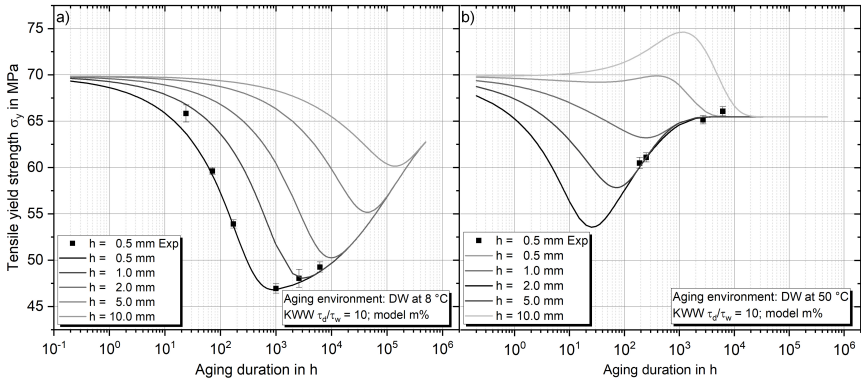 a)
Tensile yield strength σy in MPa
75
70
65
60
55
50
45
h = 0.5 mm Exp
h = 0.5 mm
h = 1.0 mm
h = 2.0 mm
h = 5.0 mm
h = 10.0 mm
Aging environment: DW at 8 °C
KWW τd/τw = 10; model m%
10-1 100 101 102 103 104 105 106
Aging duration in h
b)
h = 0.5 mm Exp
h = 0.5 mm
h = 1.0 mm
h = 2.0 mm
h = 5.0 mm
h = 10.0 mm
Aging environment: DW at 50 °C
KWW τd/τw = 10; model m%
100 101 102 103 104 105 106
Aging duration in h